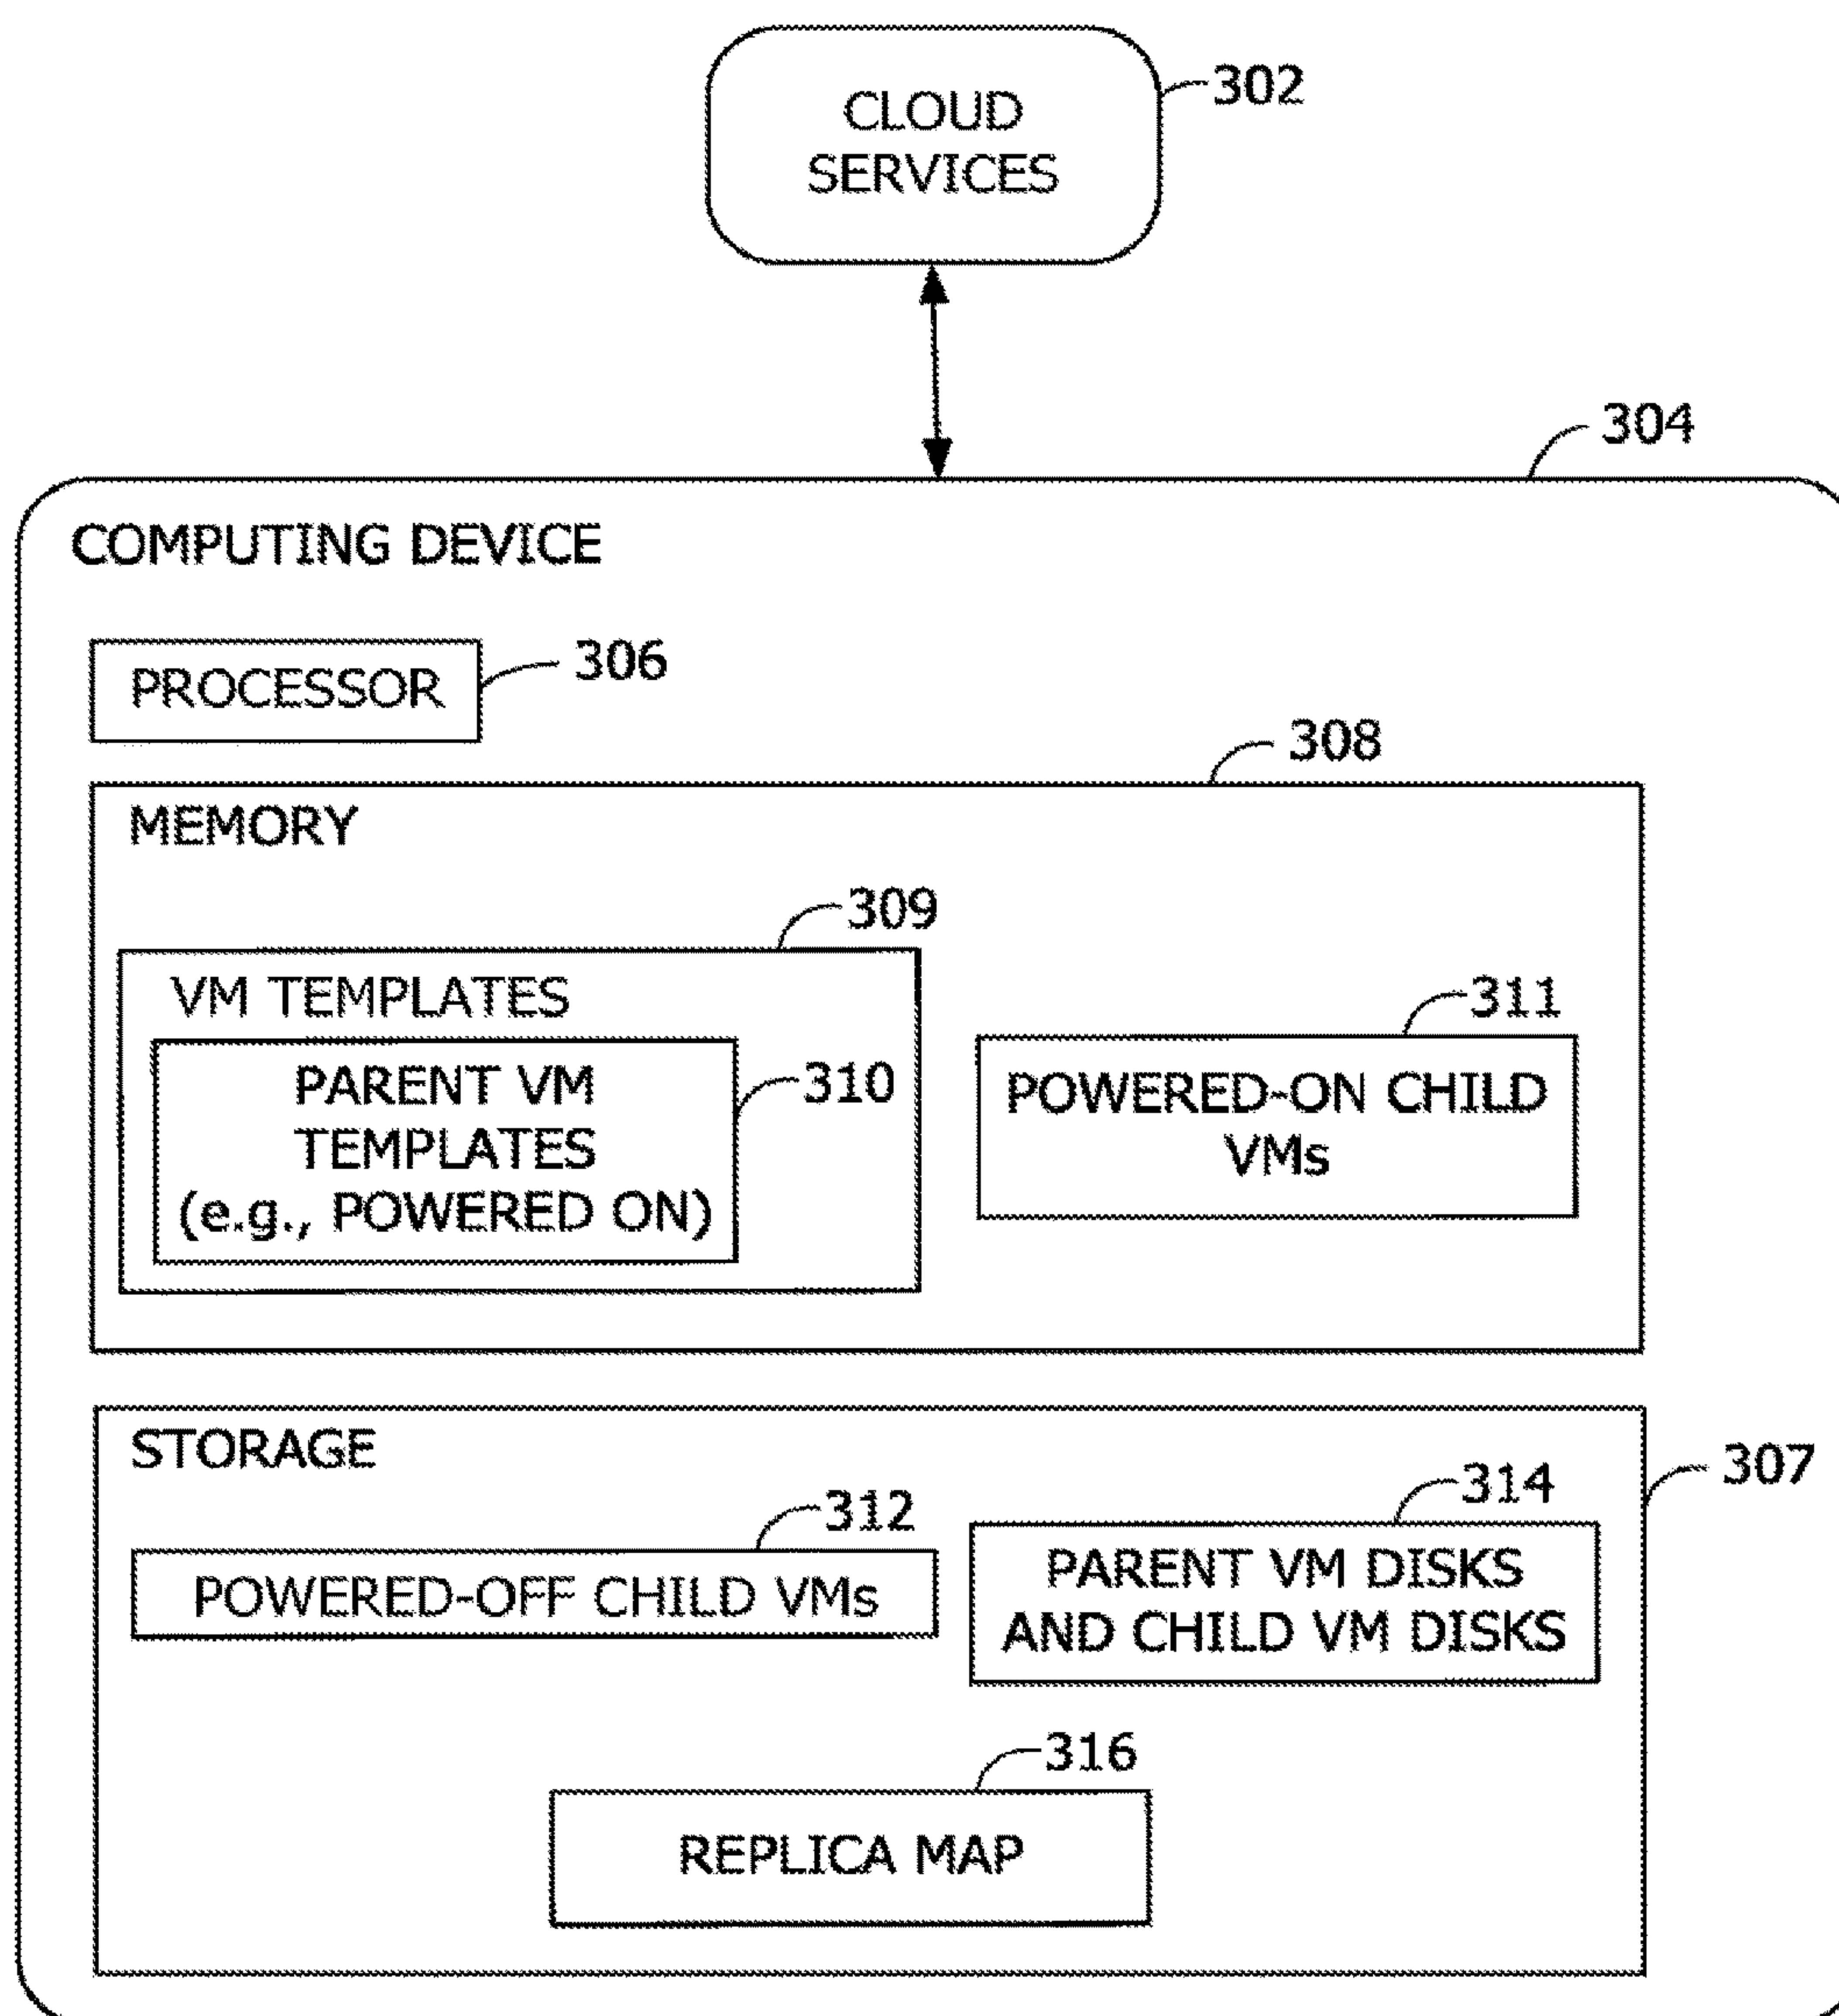 CLOUD
SERVICES
302
304
COMPUTING DEVICE
PROCESSOR
306
308
MEMORY
309
VM TEMPLATES
PARENT VM
TEMPLATES
(e.g., POWERED ON)
310
311
POWERED-ON CHILD
VMs
STORAGE
307
312
POWERED-OFF CHILD VMs
314
PARENT VM DISKS
AND CHILD VM DISKS
316
REPLICA MAP